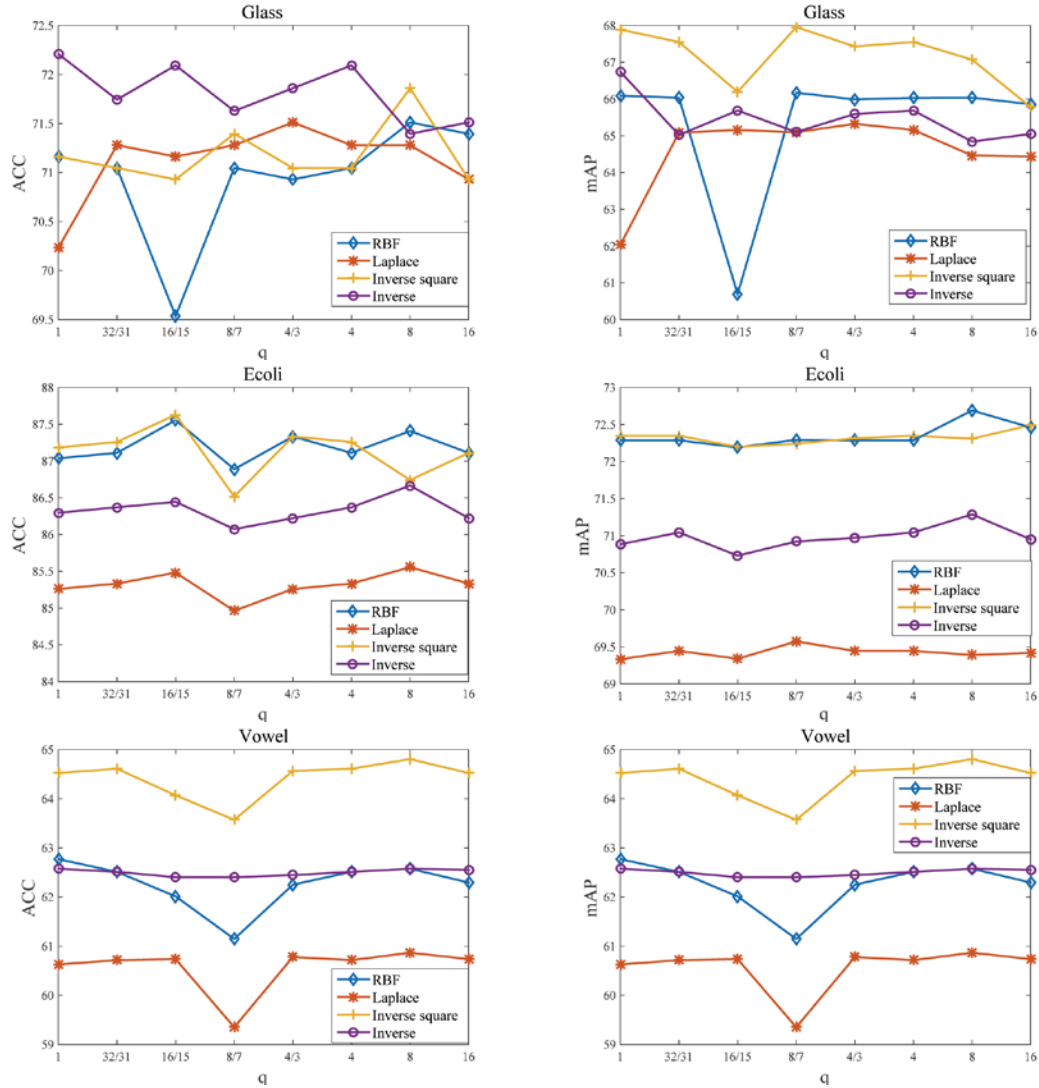 Glass
72.5
72
71.5
71
70.5
70
69.5
ACC
RBF
Laplace
Inverse square
Inverse
1 32/31 16/15 8/7 4/3 4 8 16
q
Glass
68
67
66
65
64
63
62
61
60
mAP
RBF
Laplace
Inverse square
Inverse
1 32/31 16/15 8/7 4/3 4 8 16
q
Ecoli
88
87.5
87
86.5
86
85.5
85
84.5
84
ACC
RBF
Laplace
Inverse square
Inverse
1 32/31 16/15 8/7 4/3 4 8 16
q
Ecoli
73
72.5
72
71.5
71
70.5
70
69.5
69
mAP
RBF
Laplace
Inverse square
Inverse
1 32/31 16/15 8/7 4/3 4 8 16
q
Vowel
65
64
63
62
61
60
59
ACC
RBF
Laplace
Inverse square
Inverse
1 32/31 16/15 8/7 4/3 4 8 16
q
Vowel
65
64
63
62
61
60
59
mAP
RBF
Laplace
Inverse square
Inverse
1 32/31 16/15 8/7 4/3 4 8 16
q